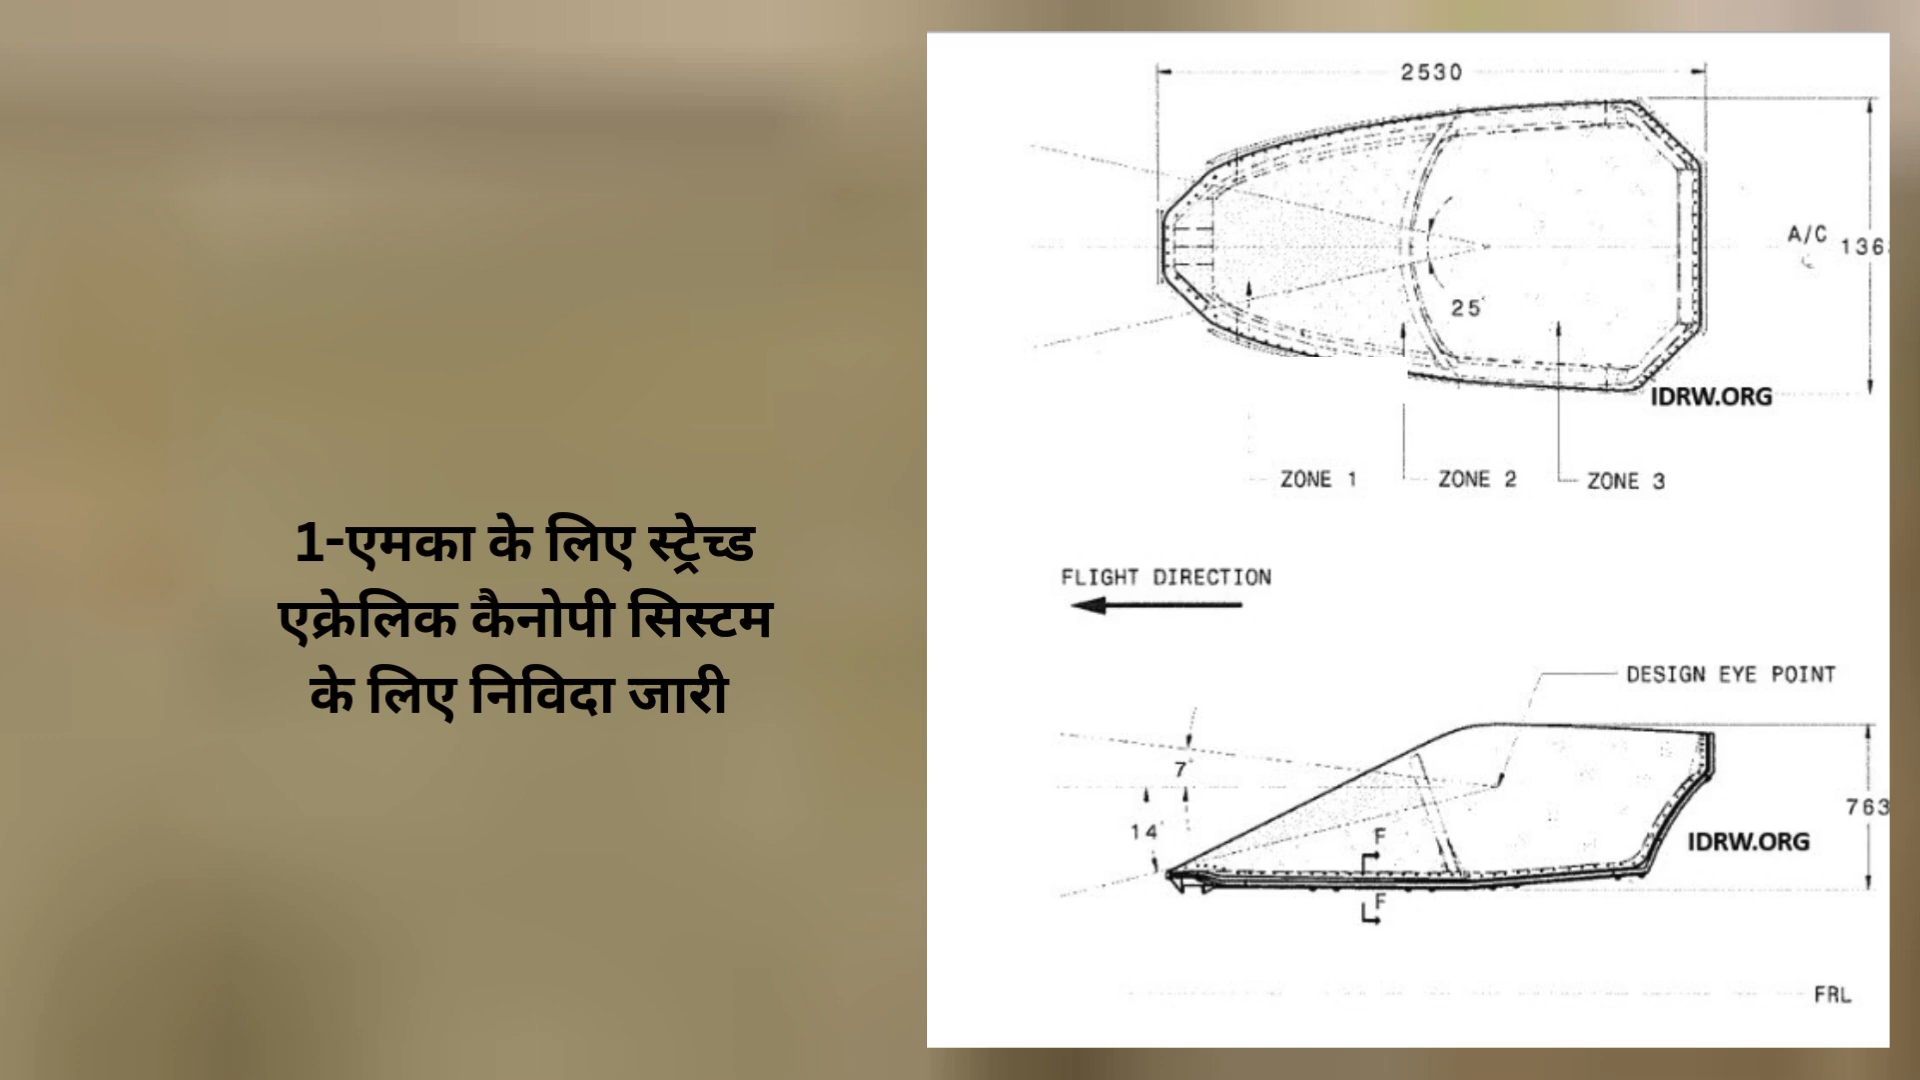 1-एमका के लिए स्ट्रेच्ड
एक्रेलिक कैनोपी सिस्टम
के लिए निविदा जारी
2530
A/C
136
25°
IDRW.ORG
ZONE 1
ZONE 2
ZONE 3
FLIGHT DIRECTION
DESIGN EYE POINT
7°
14°
763
F
IDRW.ORG
F
FRL